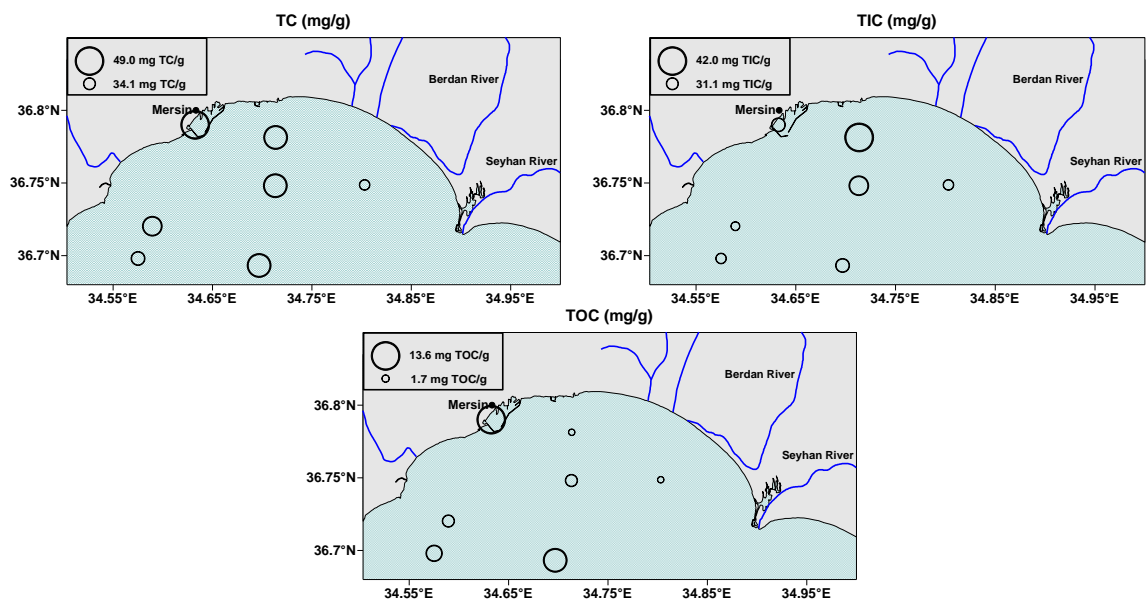 TC (mg/g)
49.0 mg TC/g
34.1 mg TC/g
Mersin
Berdan River
Seyhan River
36.8°N
36.75°N
36.7°N
34.55°E 34.65°E 34.75°E 34.85°E 34.95°E
TIC (mg/g)
42.0 mg TIC/g
31.1 mg TIC/g
Mersin
Berdan River
Seyhan River
36.8°N
36.75°N
36.7°N
34.55°E 34.65°E 34.75°E 34.85°E 34.95°E
TOC (mg/g)
13.6 mg TOC/g
1.7 mg TOC/g
Mersin
Berdan River
Seyhan River
36.8°N
36.75°N
36.7°N
34.55°E 34.65°E 34.75°E 34.85°E 34.95°E